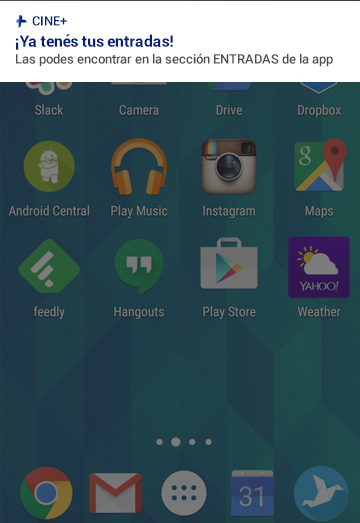 CINE+
¡Ya tenés tus entradas!
Las podes encontrar en la sección ENTRADAS de la app
Slack Camera Drive Dropbox
Android Central Play Music Instagram Maps
g
YAHOO!
feedly Hangouts Play Store Weather
31